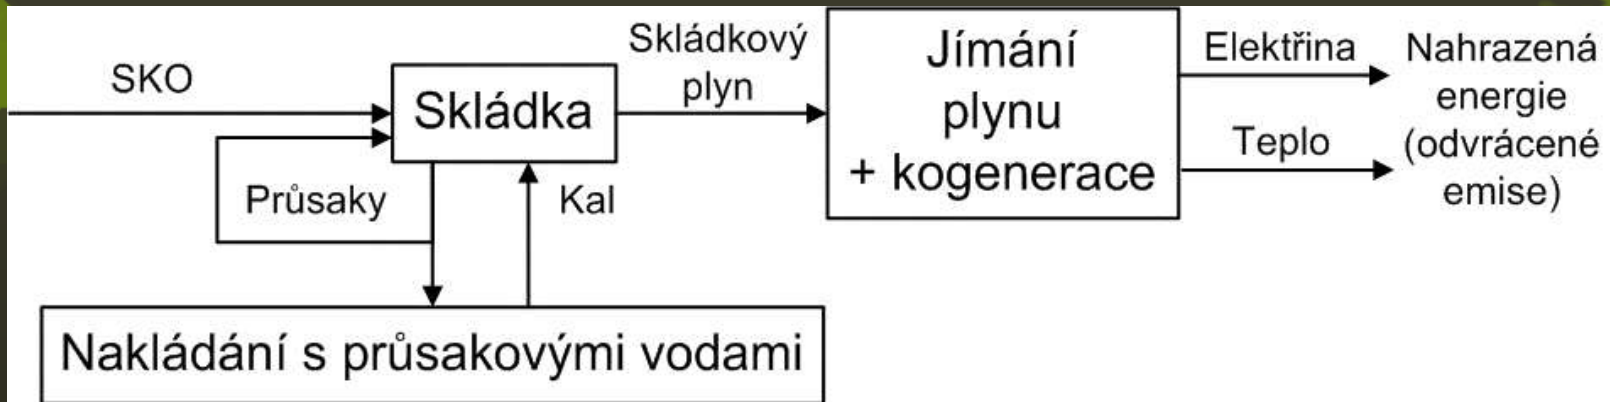 SKO
Skládka
Průsaky
Kal
Nakládání s průsakovými vodami
Skládkový
plyn
Jímání
plynu
+ kogenerace
Elektřina
Teplo
Nahrazená
energie
(odvrácené
emise)